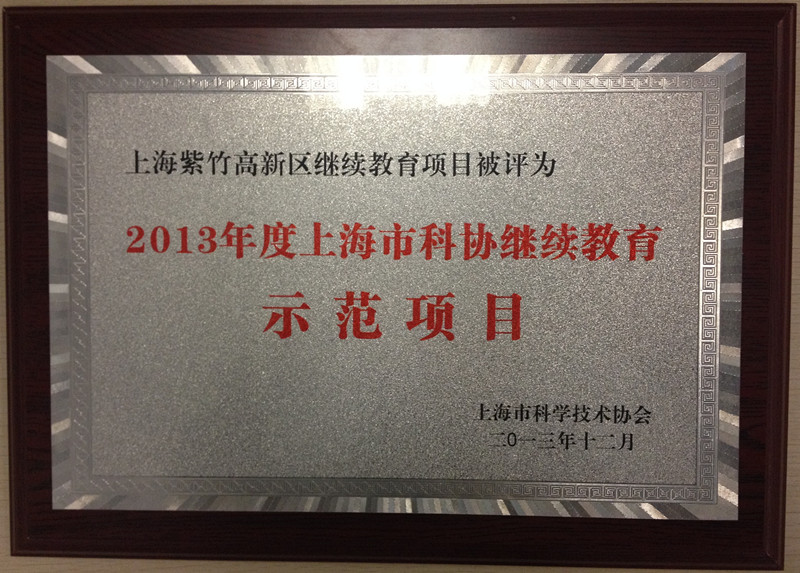 上海紫竹高新区继续教育项目被评为
2013年度上海市科协继续教育
示范项目
上海市科学技术协会
二〇一三年十二月